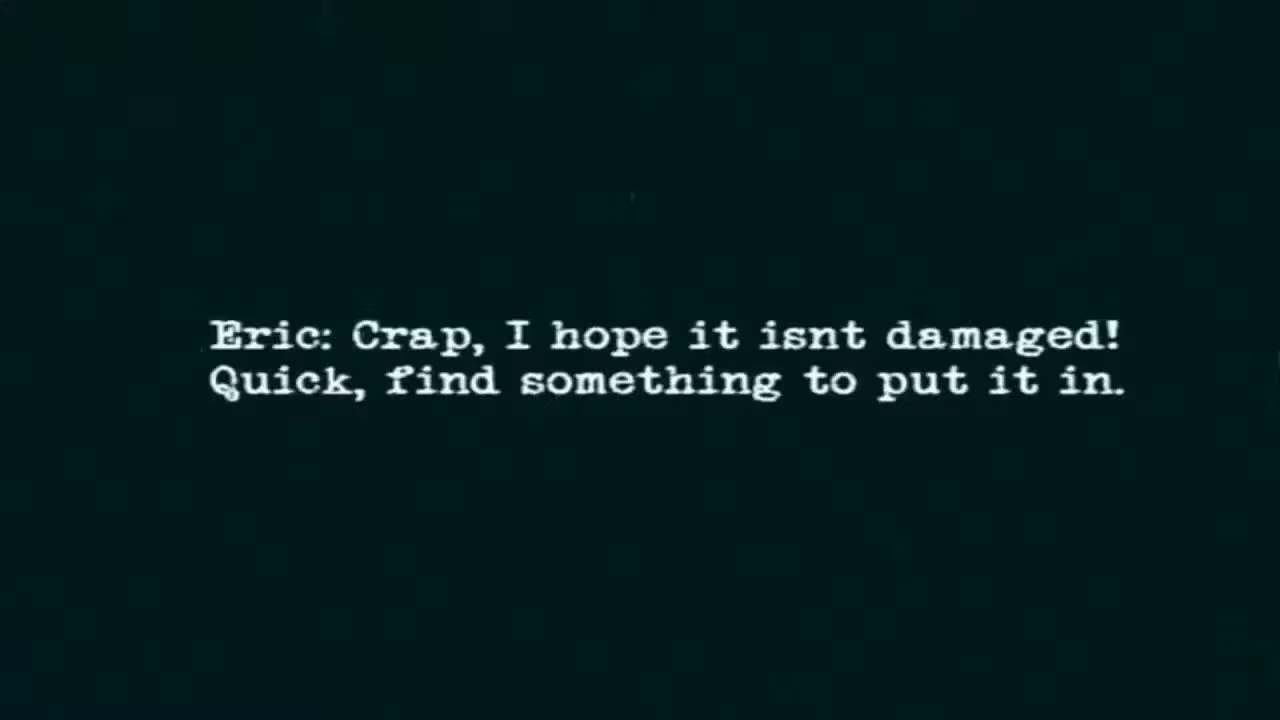 Eric: Crap, I hope it isnt damaged!
Quick, find something to put it in.